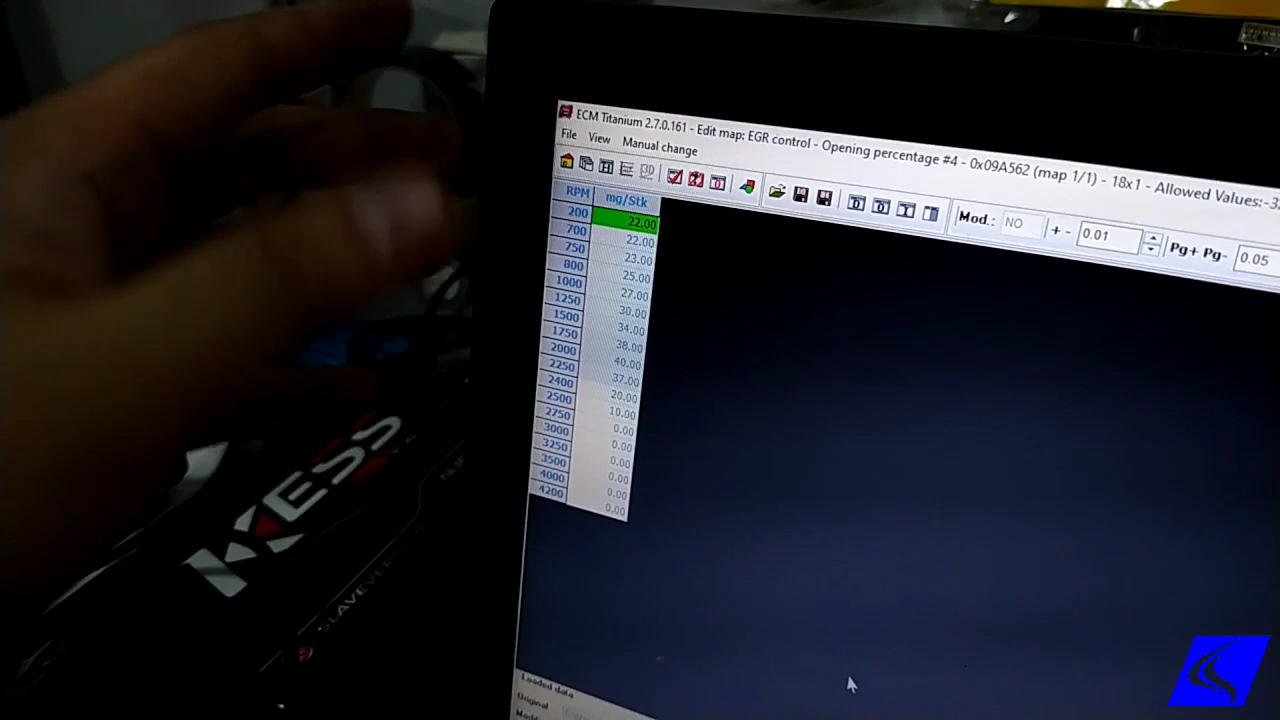 ECM Titanium 2.7.0.161 - Edit map: EGR control - Opening percentage #4 - 0x09A562 (map 1/1) - 18x1 - Allowed Values:-32
File View Manual change
Mod.: NO + - 0.01 Pg+ Pg- 0.05
RPM mg/Stk
200 22.00
700 22.00
750 23.00
800 25.00
1000 27.00
1250 30.00
1500 34.00
1750 38.00
2000 40.00
2250 37.00
2400 20.00
2500 10.00
2750 0.00
3000 0.00
3250 0.00
3500 0.00
4000 0.00
4200 0.00
KESS
Loaded data
Original